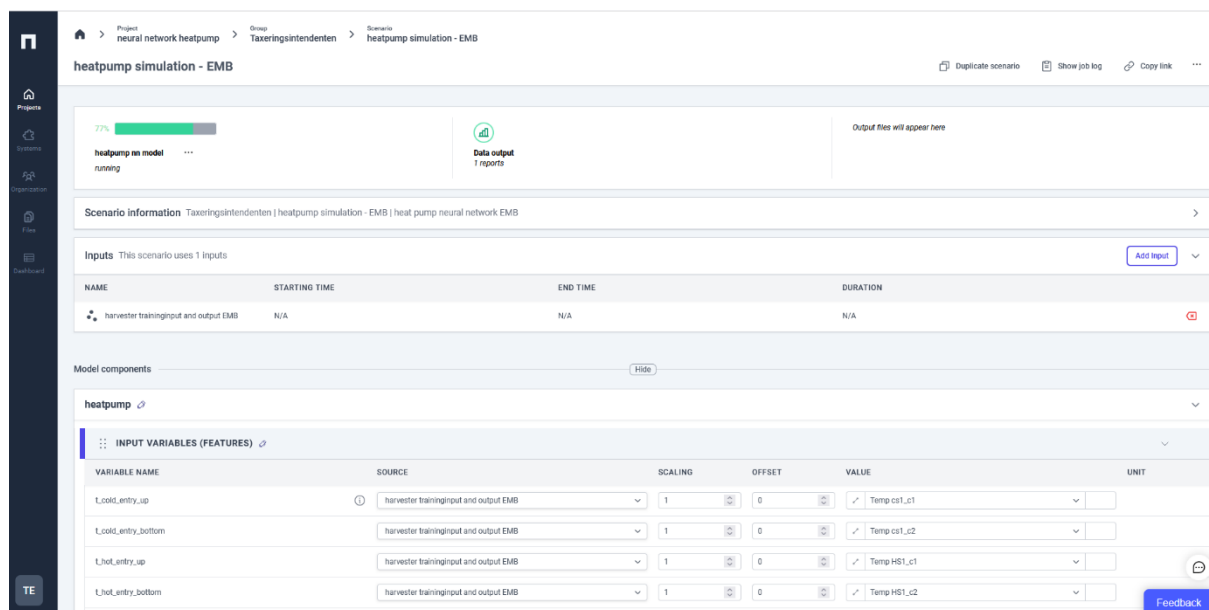 Project
neural network heatpump
Group
Taxeringsintendenten
Scenario
heatpump simulation - EMB
heatpump simulation - EMB
Duplicate scenario
Show job log
Copy link
Projects
Systems
Organization
Files
Dashboard
77%
heatpump nn model
running
Data output
1 reports
Output files will appear here
Scenario information Taxeringsintendenten | heatpump simulation - EMB | heat pump neural network EMB
Inputs This scenario uses 1 inputs
Add Input
NAME STARTING TIME END TIME DURATION
harvester traininginput and output EMB N/A N/A N/A
Model components
Hide
heatpump
INPUT VARIABLES (FEATURES)
VARIABLE NAME SOURCE SCALING OFFSET VALUE UNIT
t_cold_entry_up harvester traininginput and output EMB 1 0 Temp cs1_c1
t_cold_entry_bottom harvester traininginput and output EMB 1 0 Temp cs1_c2
t_hot_entry_up harvester traininginput and output EMB 1 0 Temp HS1_c1
t_hot_entry_bottom harvester traininginput and output EMB 1 0 Temp HS1_c2
TE
Feedback